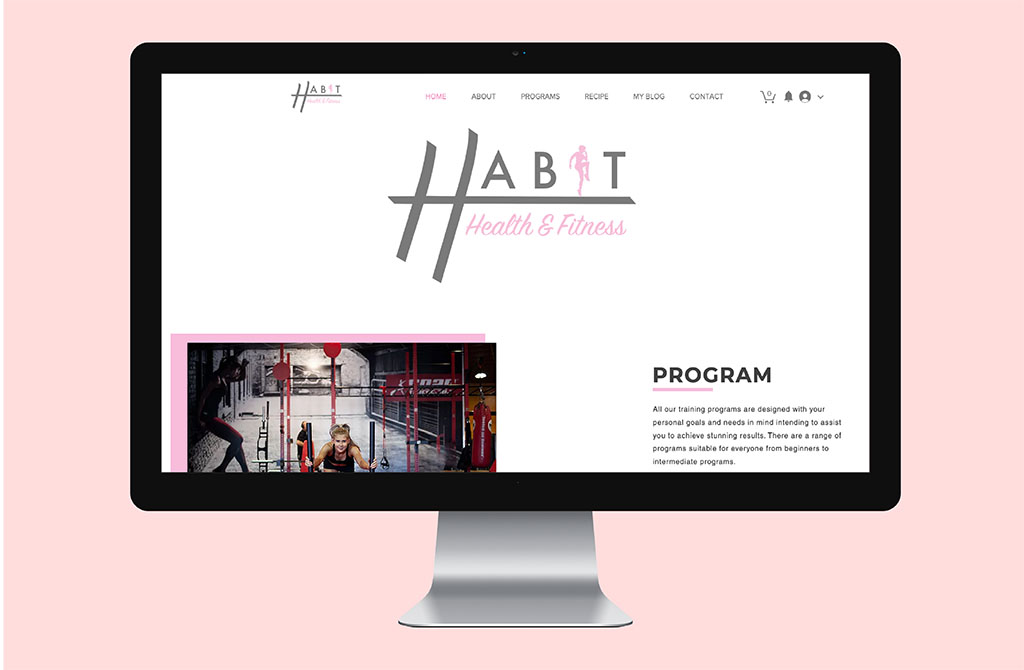 HABIT
Health & Fitness
HOME ABOUT PROGRAMS RECIPE MY BLOG CONTACT 0
HABIT
Health & Fitness
PROGRAM
All our training programs are designed with your
personal goals and needs in mind intending to assist
you to achieve stunning results. There are a range of
programs suitable for everyone from beginners to
intermediate programs.